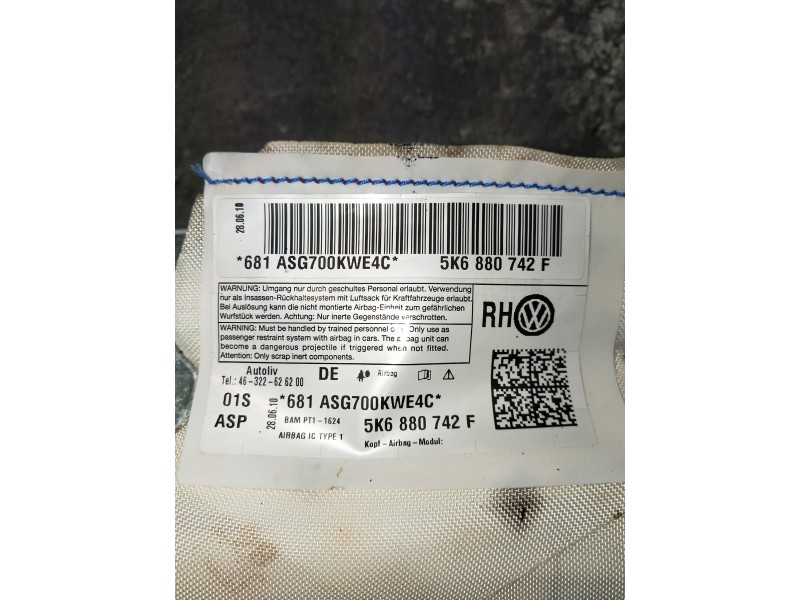 28.06.10
*681 ASG700KWE4C* 5K6 880 742 F
WARNUNG: Umgang nur durch geschultes Personal erlaubt. Verwendung
nur als Insassen-Rückhaltesystem mit Luftsack für Kraftfahrzeuge erlaubt.
Bei Auslösung kann die nicht montierte Airbag-Einheit zum gefährlichen
Wurfstück werden. Achtung: Nur inerte Gegenstände verschrotten.
WARNING: Must be handled by trained personnel only. Only use as
passenger restraint system with airbag in cars. The airbag unit can
become a dangerous projectile if triggered when not fitted.
Attention: Only scrap inert components.
RH
Autoliv DE Airbag
Tel.: 46-322-62 62 00
01S 28.06.10 *681 ASG700KWE4C*
ASP BAM PT1-1624 5K6 880 742 F
AIRBAG IC TYPE 1 Kopf-Airbag-Modul: